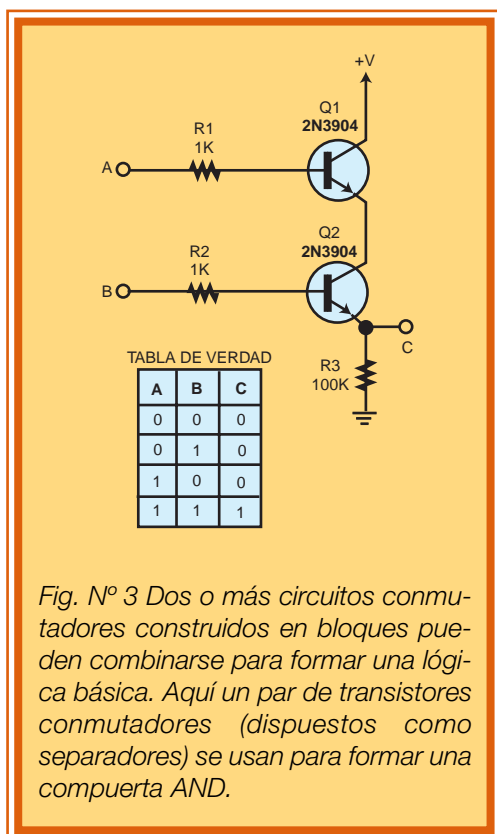 +V
Q1
2N3904
R1
1K
A
Q2
2N3904
R2
1K
B
C
R3
100K
TABLA DE VERDAD
A B C
0 0 0
0 1 0
1 0 0
1 1 1
Fig. Nº 3 Dos o más circuitos conmu-
tadores construidos en bloques pue-
den combinarse para formar una lógi-
ca básica. Aquí un par de transistores
conmutadores (dispuestos como
separadores) se usan para formar una
compuerta AND.